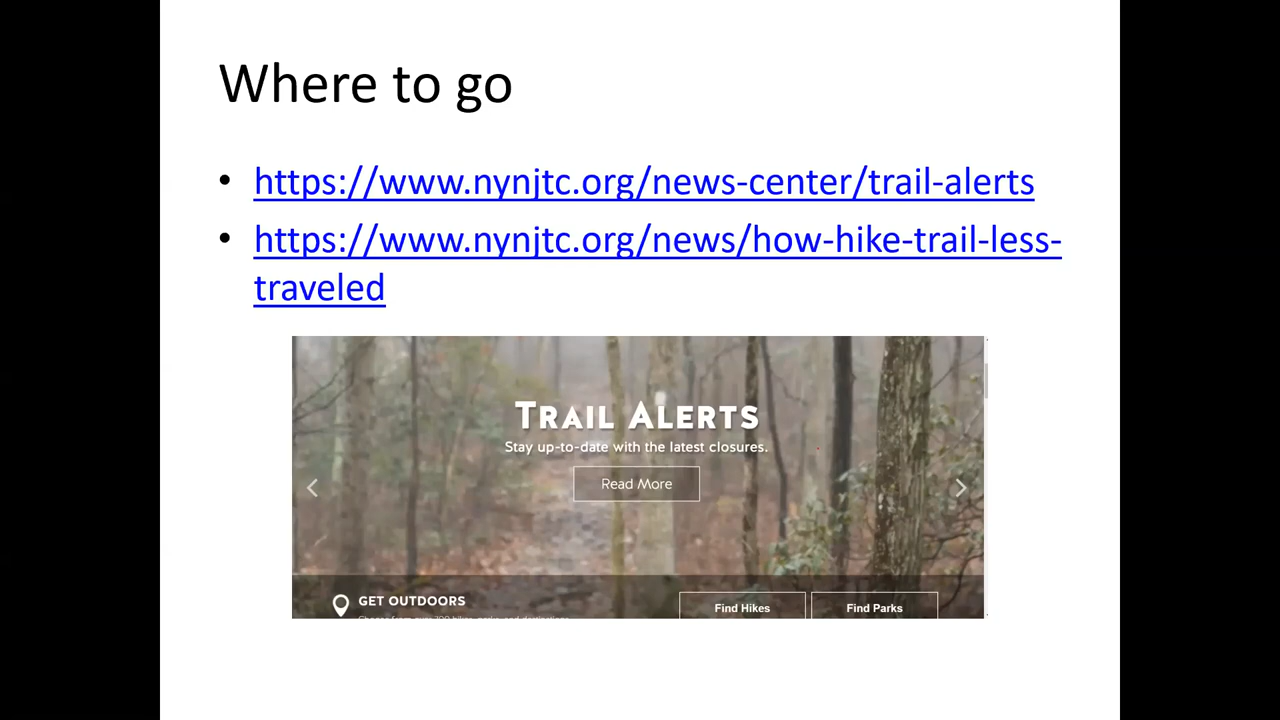 Where to go
• https://www.nynjtc.org/news-center/trail-alerts
• https://www.nynjtc.org/news/how-hike-trail-less-
traveled
TRAIL ALERTS
Stay up-to-date with the latest closures.
Read More
GET OUTDOORS
Find Hikes
Find Parks